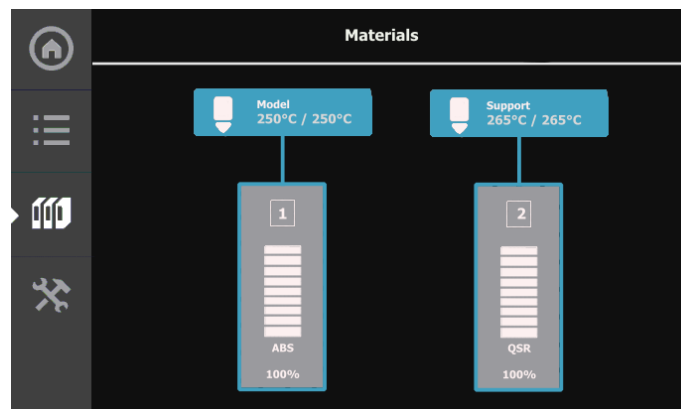 Materials
Model
250°C / 250°C
Support
265°C / 265°C
1
2
ABS
QSR
100%
100%